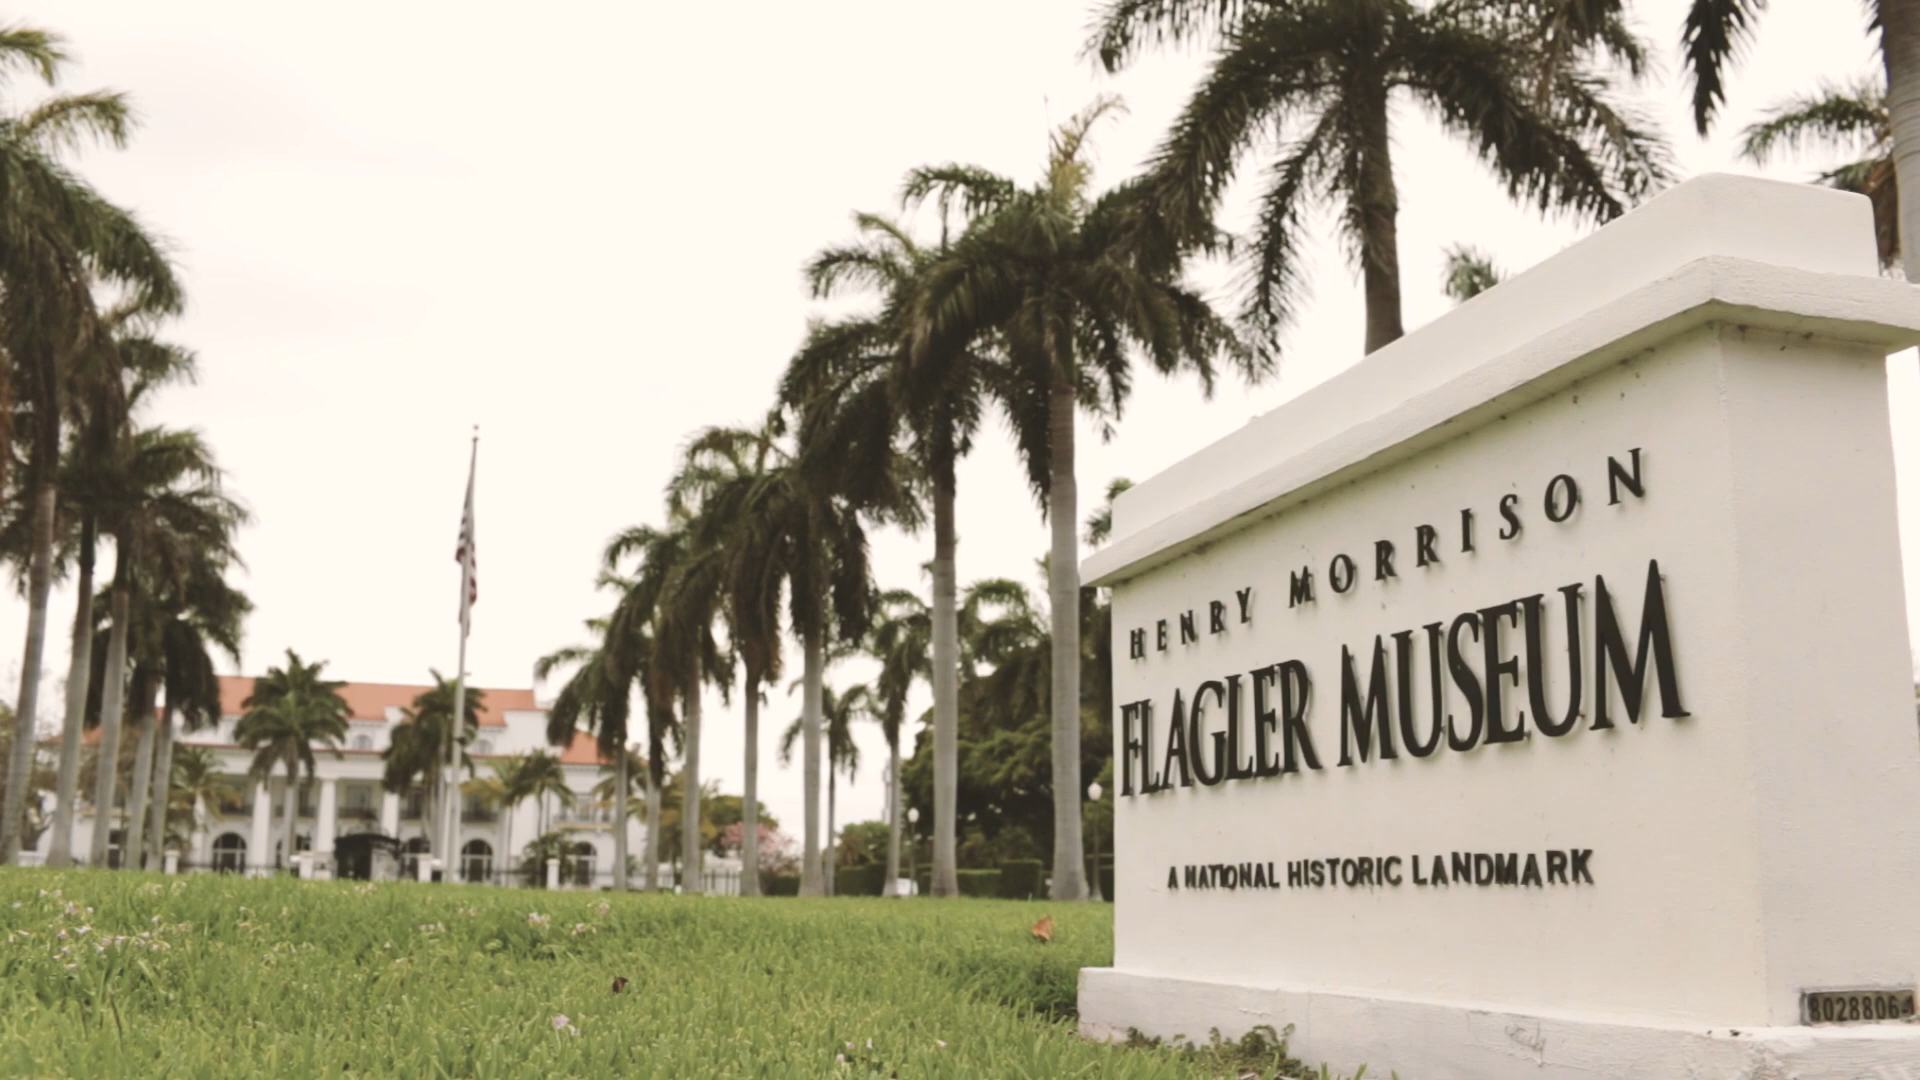 HENRY MORRISON
FLAGLER MUSEUM
A NATIONAL HISTORIC LANDMARK
80288064